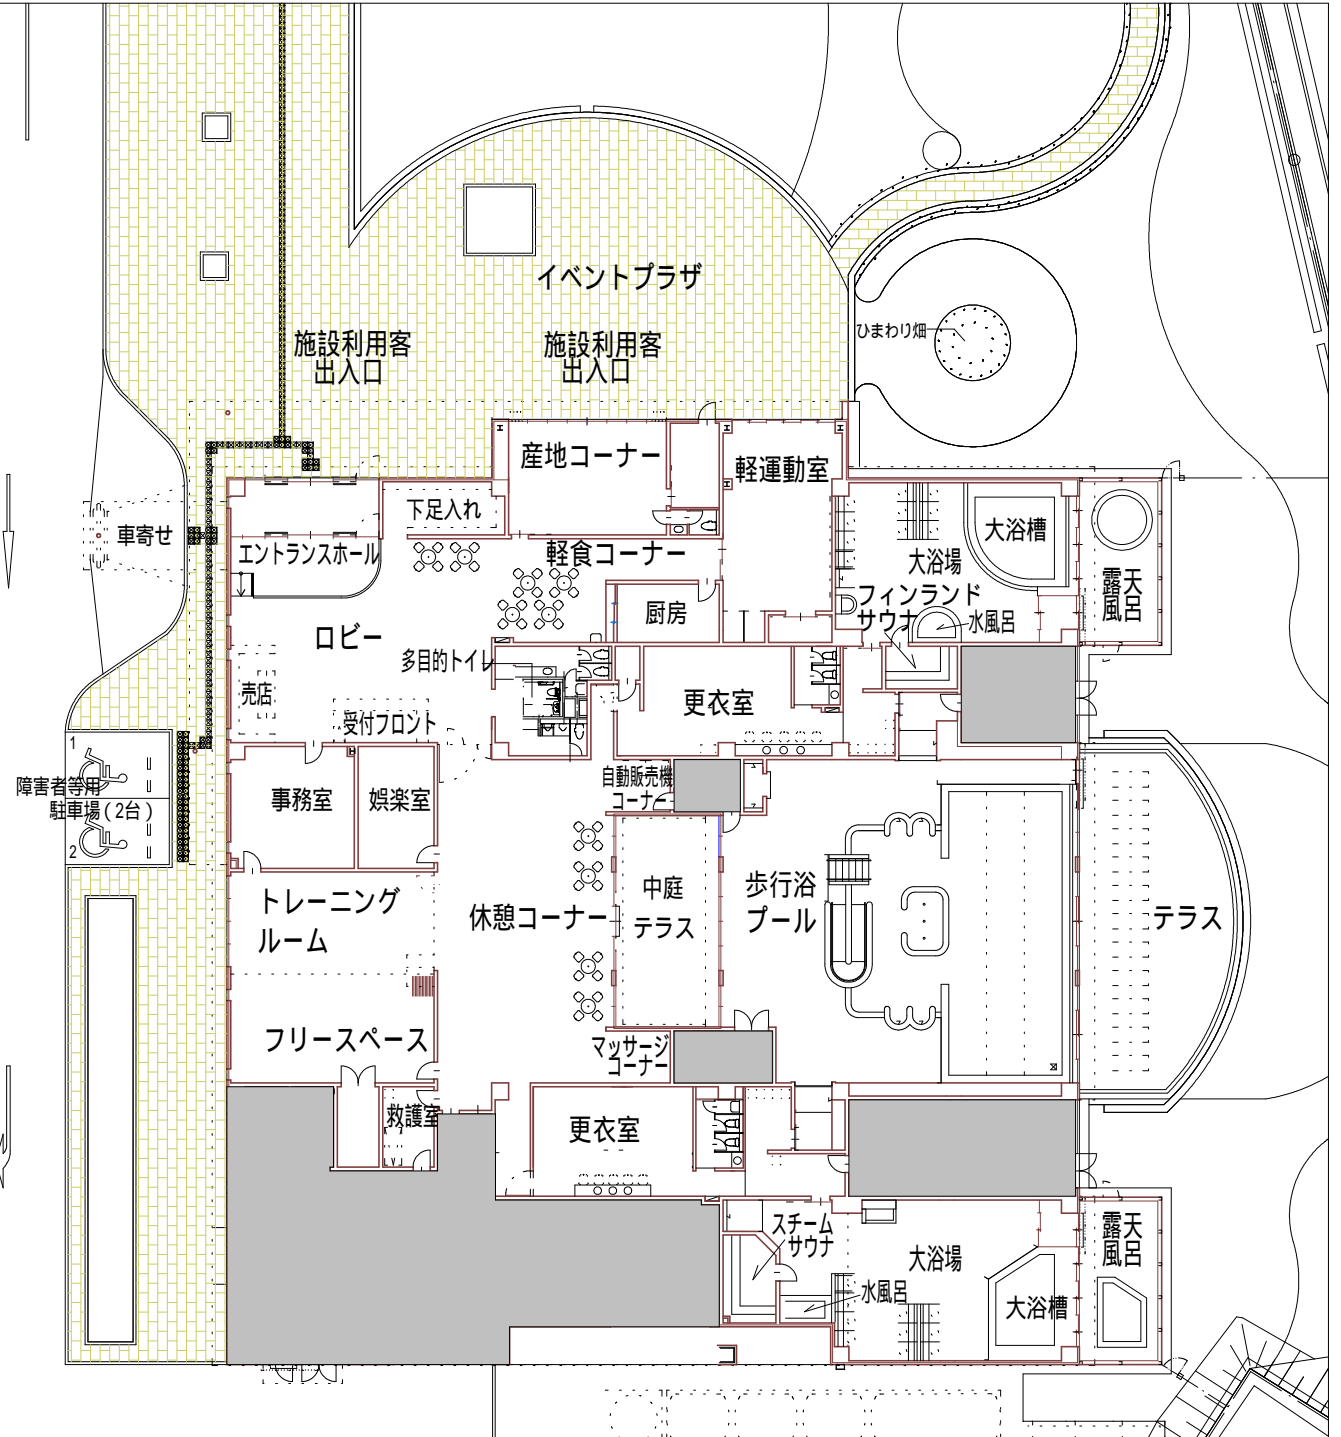 イベントプラザ
施設利用客
出入口
施設利用客
出入口
ひまわり畑
産地コーナー
軽運動室
下足入れ
車寄せ
エントランスホール
軽食コーナー
大浴槽
大浴場
露天
風呂
フィンランド
サウナ
水風呂
厨房
ロビー
多目的トイレ
売店
受付フロント
更衣室
1
障害者等用
駐車場(2台)
2
事務室
娯楽室
自動販売機
コーナー
トレーニング
ルーム
休憩コーナー
中庭
テラス
歩行浴
プール
テラス
フリースペース
マッサージ
コーナー
救護室
更衣室
スチーム
サウナ
大浴場
水風呂
大浴槽
露天
風呂